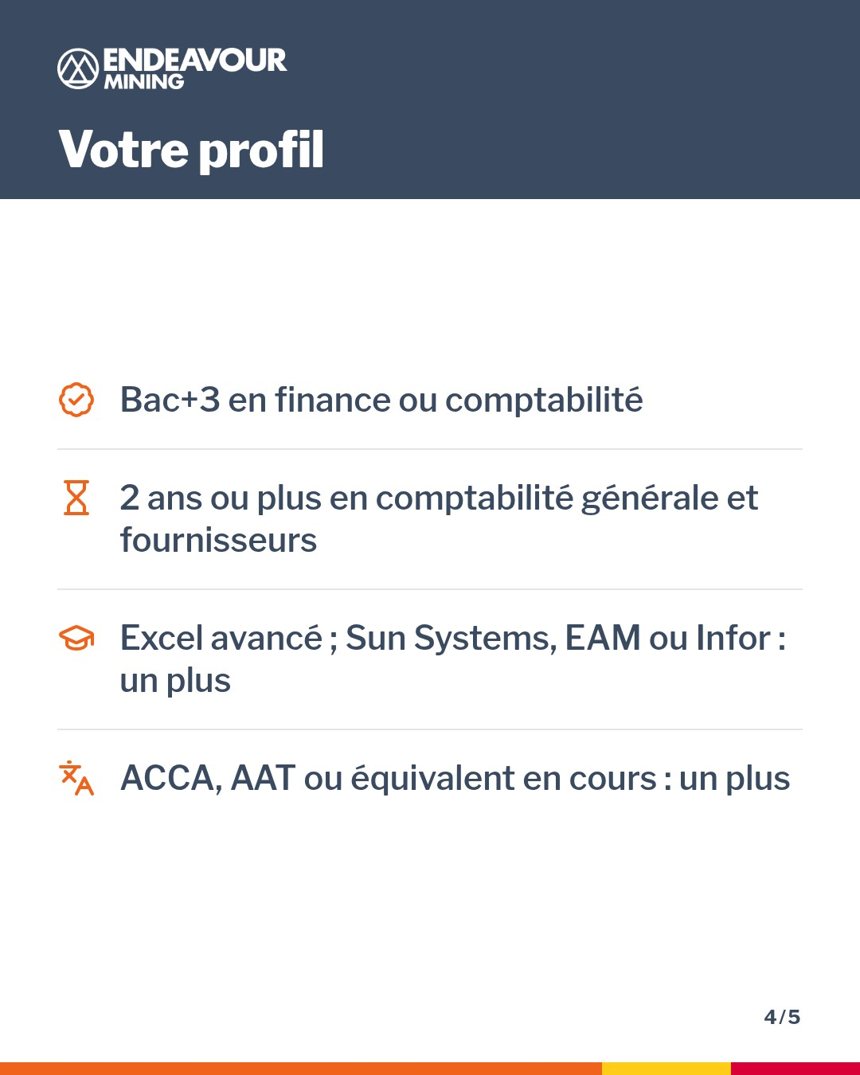 ENDEAVOUR
MINING
Votre profil
Bac+3 en finance ou comptabilité
2 ans ou plus en comptabilité générale et
fournisseurs
Excel avancé ; Sun Systems, EAM ou Infor :
un plus
ACCA, AAT ou équivalent en cours : un plus
4/5